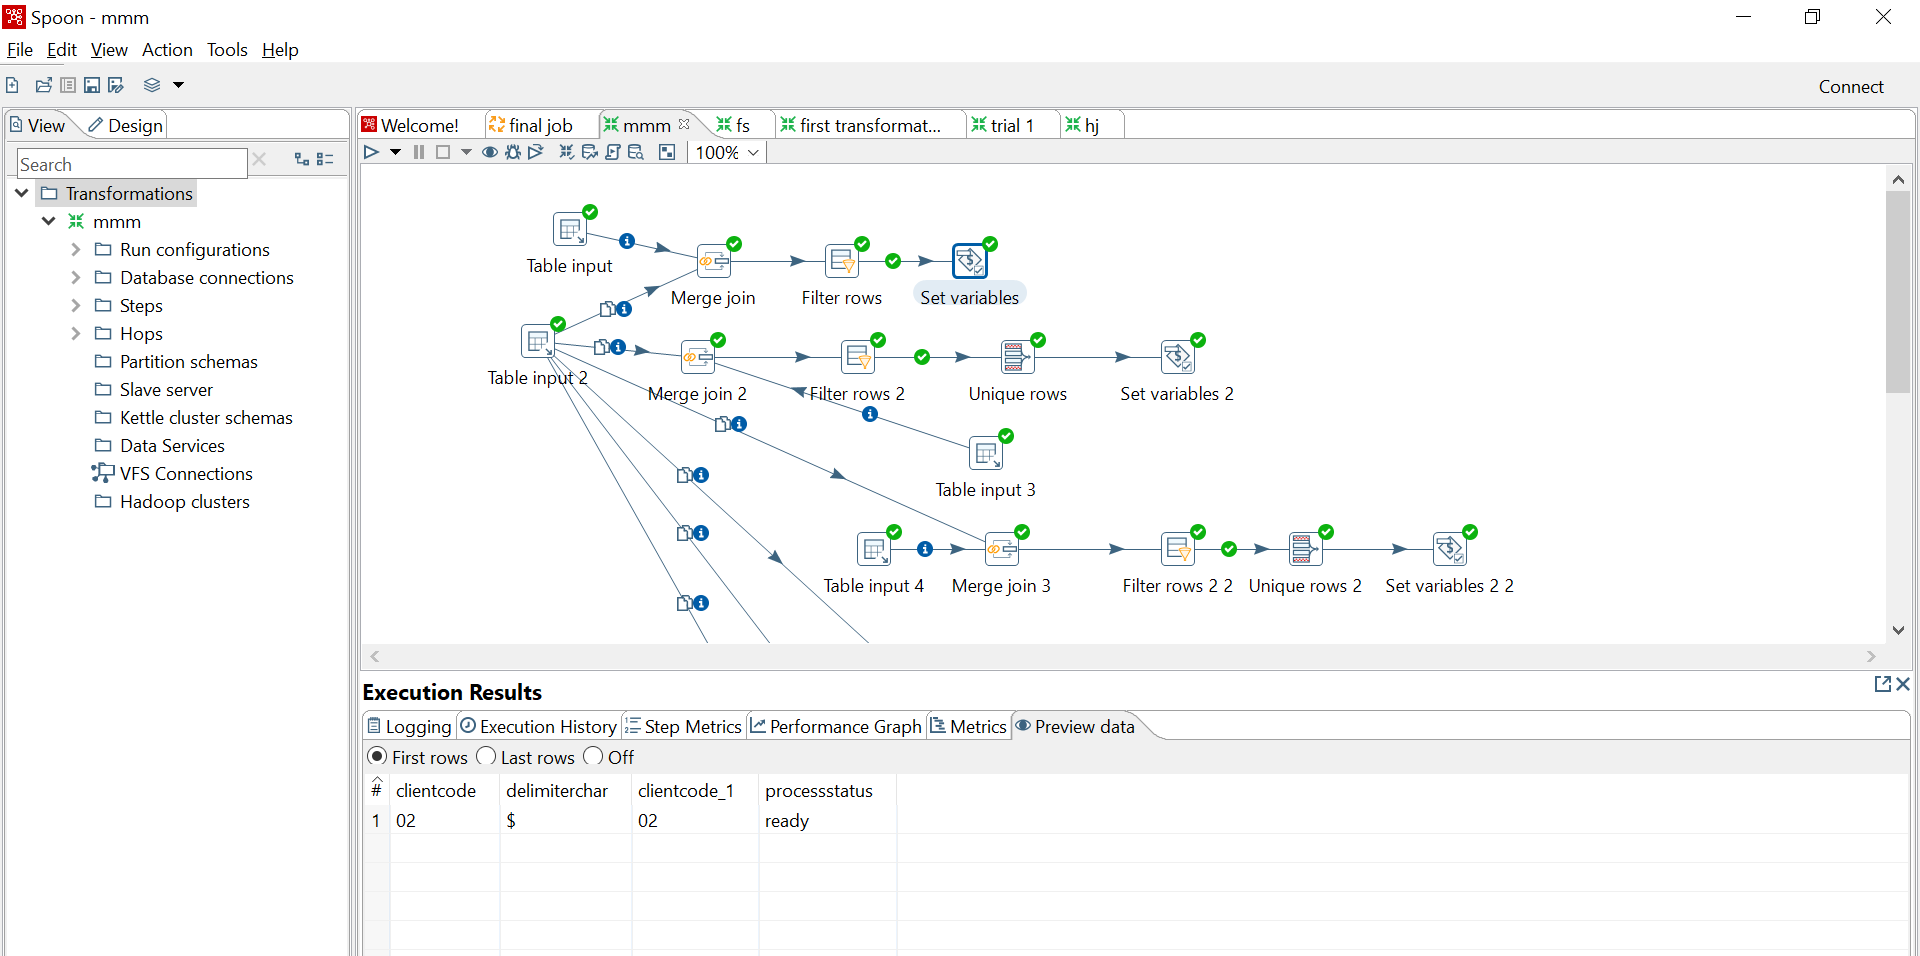 Spoon - mmm
File Edit View Action Tools Help
Connect
View Design
Welcome! final job mmm fs first transformat... trial 1 hj
100%
Search
Transformations
mmm
Run configurations
Database connections
Steps
Hops
Partition schemas
Slave server
Kettle cluster schemas
Data Services
VFS Connections
Hadoop clusters
Table input
Merge join Filter rows Set variables
Table input 2
Merge join 2 Filter rows 2 Unique rows Set variables 2
Table input 3
Table input 4 Merge join 3 Filter rows 2 2 Unique rows 2 Set variables 2 2
Execution Results
Logging Execution History Step Metrics Performance Graph Metrics Preview data
First rows Last rows Off
# clientcode delimiterchar clientcode_1 processstatus
1 02 $ 02 ready